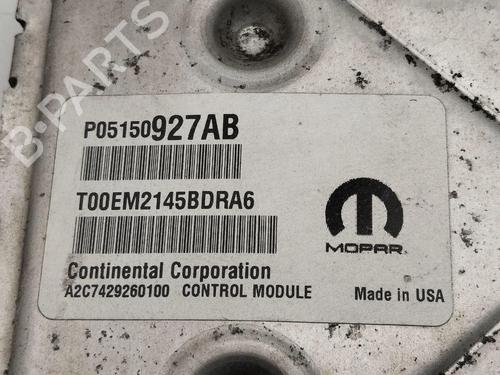 B-PARTS
P05150927AB
T00EM2145BDRA6
MOPAR
Continental Corporation
A2C7429260100 CONTROL MODULE Made in USA